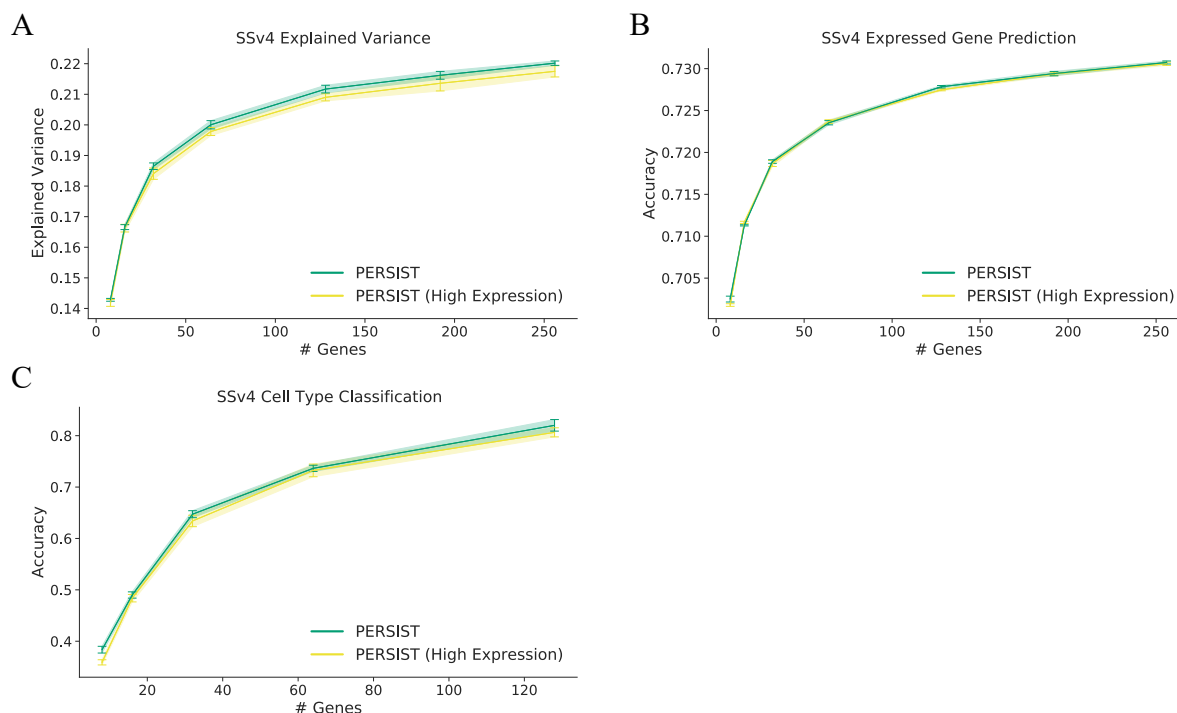 A
SSv4 Explained Variance
Explained Variance
0.22
0.21
0.20
0.19
0.18
0.17
0.16
0.15
0.14
0
50
100
150
200
250
# Genes
PERSIST
PERSIST (High Expression)
B
SSv4 Expressed Gene Prediction
Accuracy
0.730
0.725
0.720
0.715
0.710
0.705
0
50
100
150
200
250
# Genes
PERSIST
PERSIST (High Expression)
C
SSv4 Cell Type Classification
Accuracy
0.8
0.7
0.6
0.5
0.4
20
40
60
80
100
120
# Genes
PERSIST
PERSIST (High Expression)